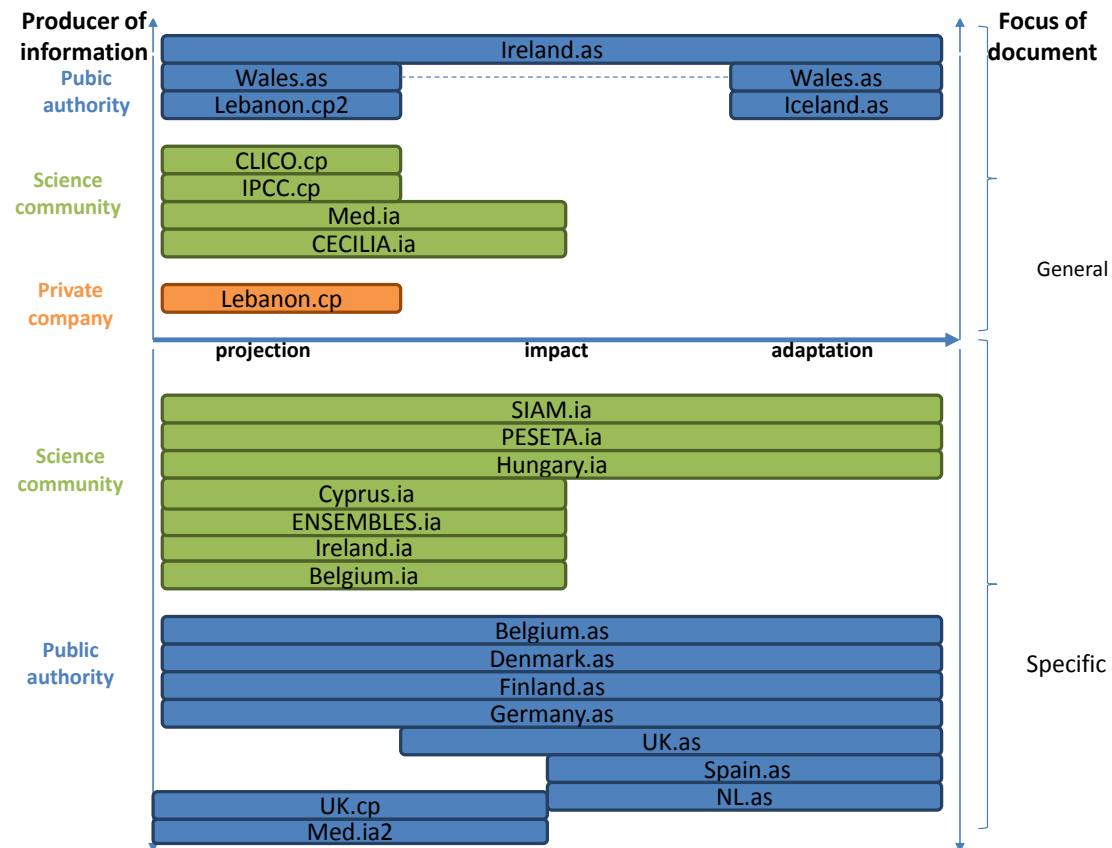 Producer of information
Focus of document
Pubic authority
Ireland.as
Wales.as
Wales.as
Lebanon.cp2
Iceland.as
Science community
CLICO.cp
IPCC.cp
Med.ia
CECILIA.ia
General
Private company
Lebanon.cp
projection
impact
adaptation
Science community
SIAM.ia
PESETA.ia
Hungary.ia
Cyprus.ia
ENSEMBLES.ia
Ireland.ia
Belgium.ia
Public authority
Belgium.as
Denmark.as
Finland.as
Germany.as
UK.as
Spain.as
NL.as
UK.cp
Med.ia2
Specific